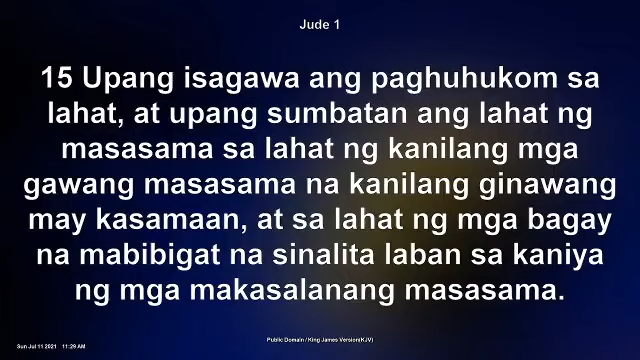 Jude 1
15 Upang isagawa ang paghuhukom sa
lahat, at upang sumbatan ang lahat ng
masasama sa lahat ng kanilang mga
gawang masasama na kanilang ginawang
may kasamaan, at sa lahat ng mga bagay
na mabibigat na sinalita laban sa kaniya
ng mga makasalanang masasama.
Public Domain / King James Version(KJV)
Sun Jul 11 2021 11:29 AM